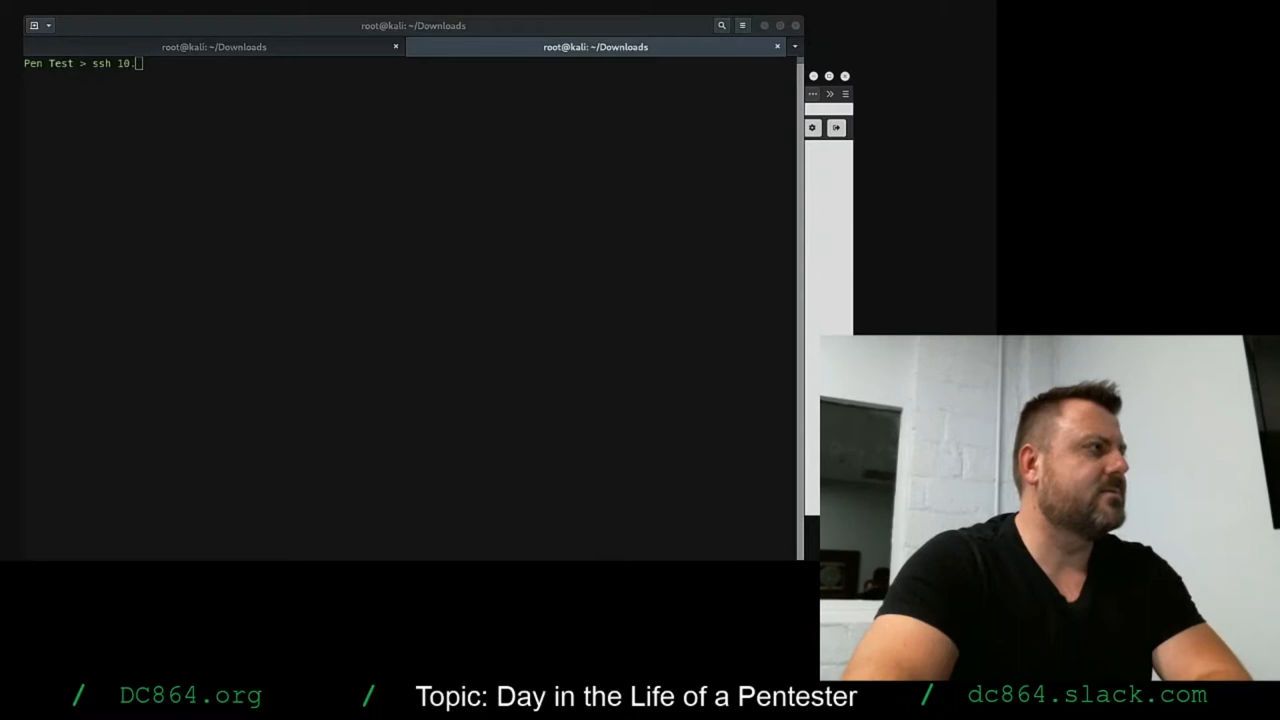 root@kali: ~/Downloads
root@kali: ~/Downloads
root@kali: ~/Downloads
Pen Test > ssh 10.
/ DC864.org / Topic: Day in the Life of a Pentester / dc864.slack.com